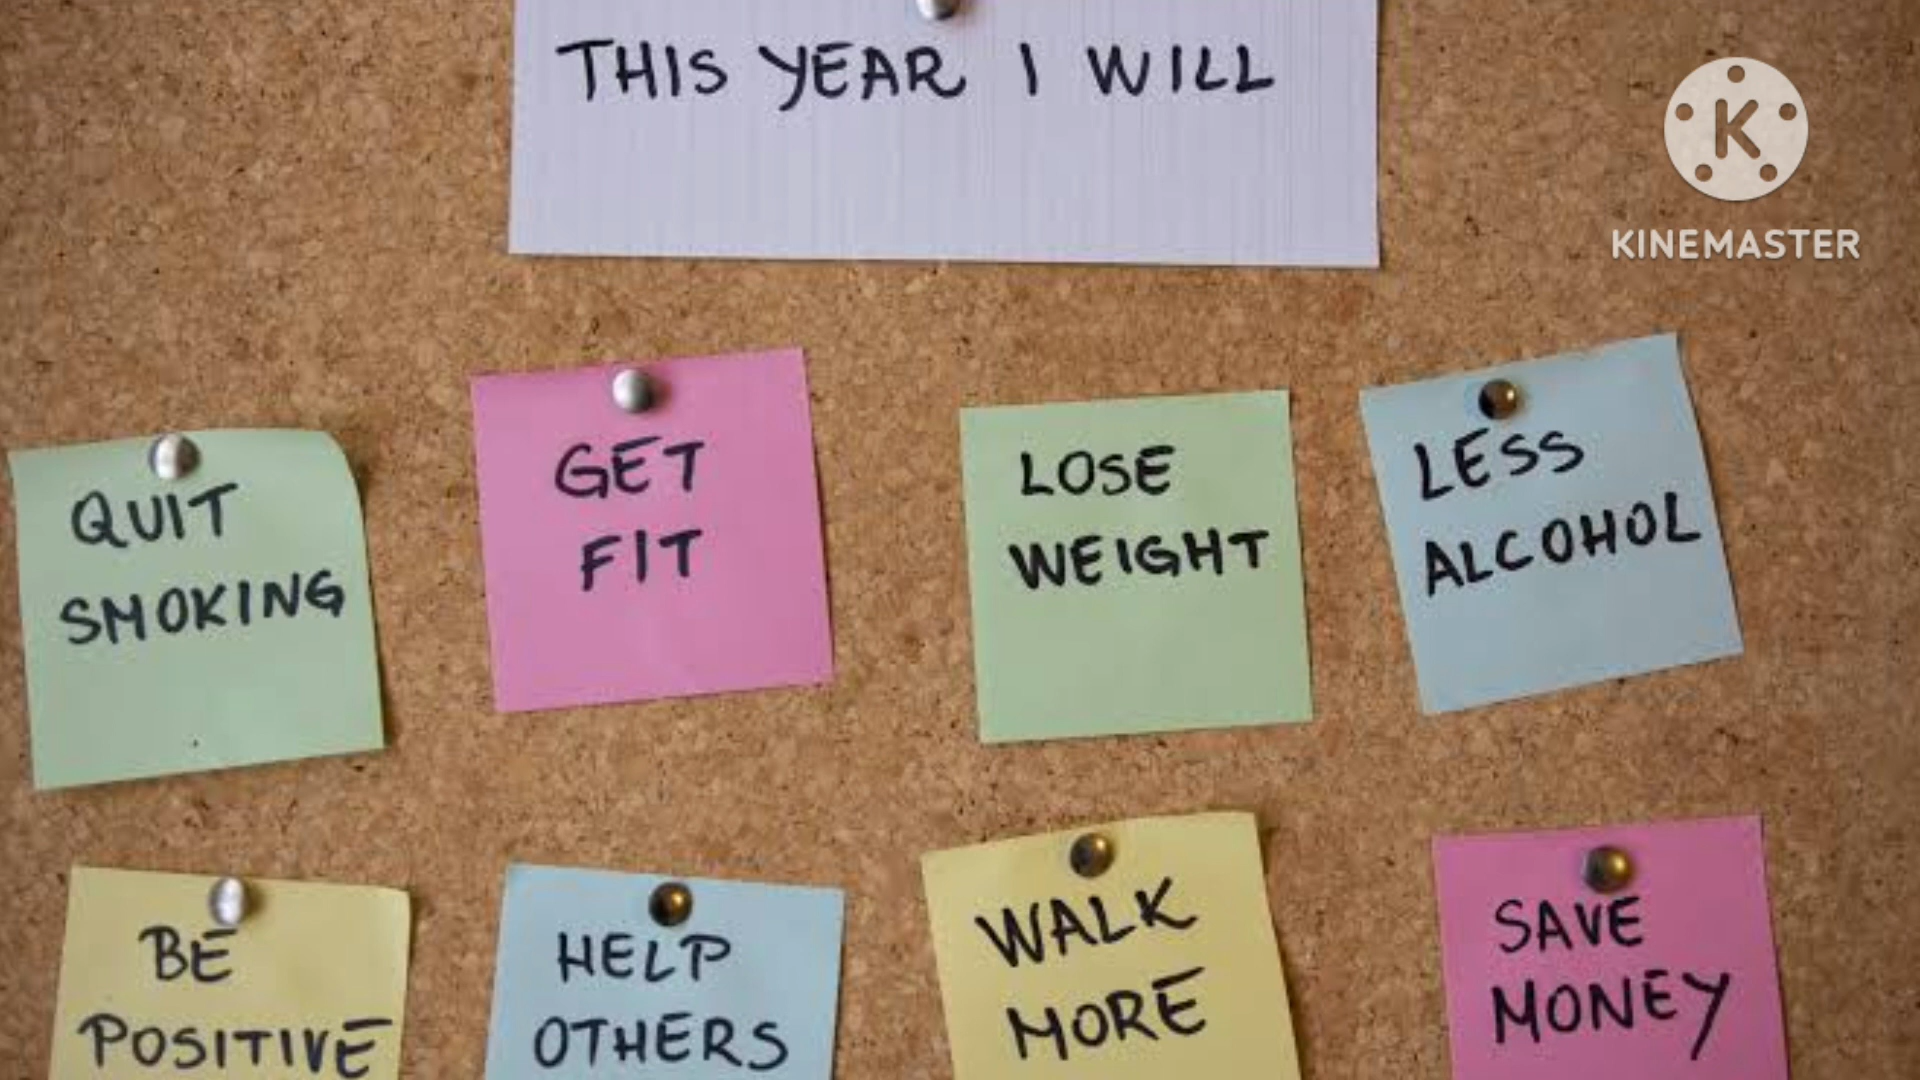 THIS YEAR I WILL
K
KINEMASTER
QUIT
SMOKING
GET
FIT
LOSE
WEIGHT
LESS
ALCOHOL
BE
POSITIVE
HELP
OTHERS
WALK
MORE
SAVE
MONEY